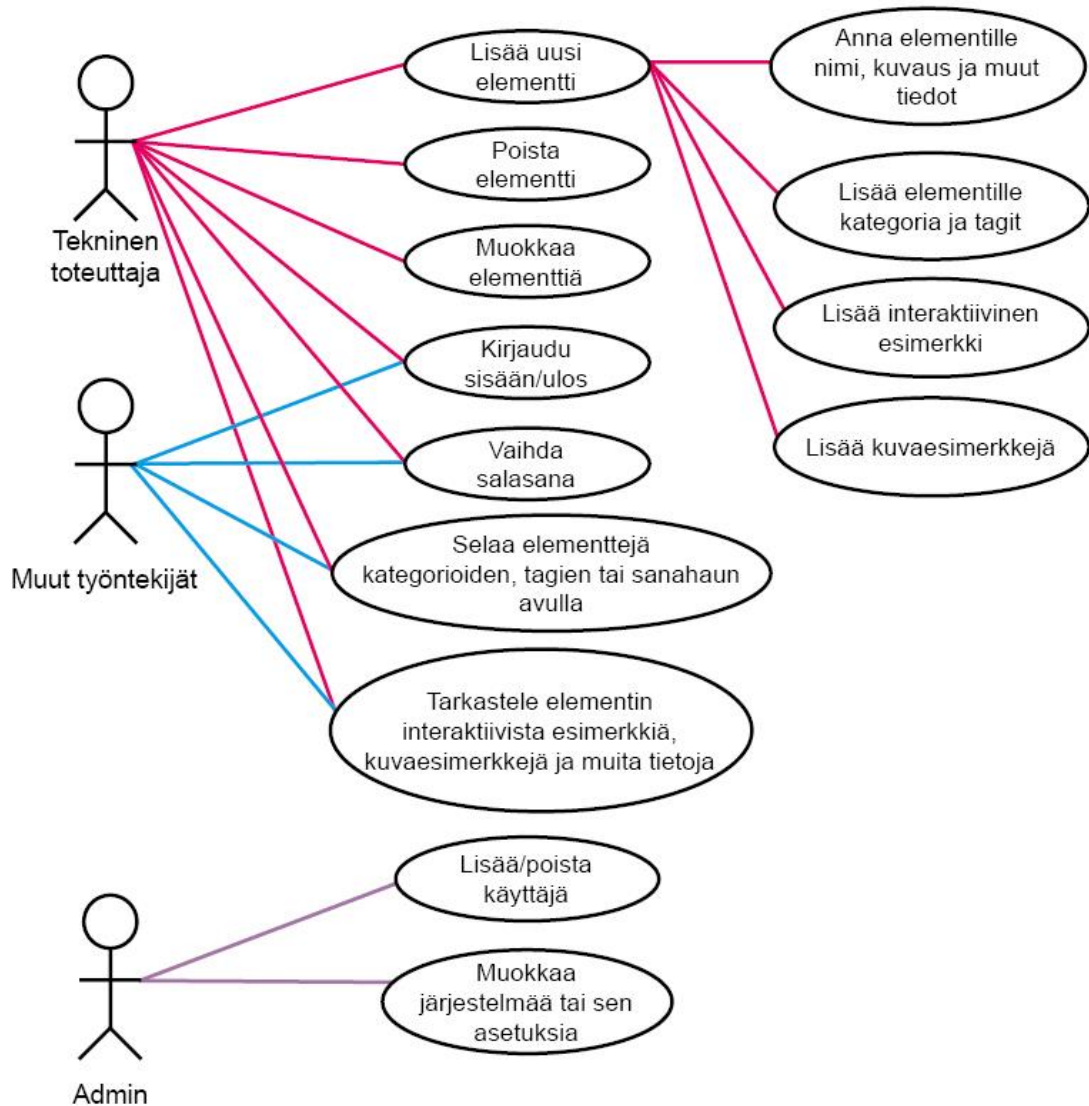 Lisää uusi
elementti
Anna elementille
nimi, kuvaus ja muut
tiedot
Poista
elementti
Lisää elementille
kategoria ja tagit
Tekninen
toteuttaja
Muokkaa
elementtiä
Lisää interaktiivinen
esimerkki
Kirjaudu
sisään/ulos
Lisää kuvaesimerkkejä
Vaihda
salasana
Muut työntekijät
Selaa elementtejä
kategorioiden, tagien tai sanahaun
avulla
Tarkastele elementin
interaktiivista esimerkkiä,
kuvaesimerkkejä ja muita tietoja
Lisää/poista
käyttäjä
Muokkaa
järjestelmää tai sen
asetuksia
Admin